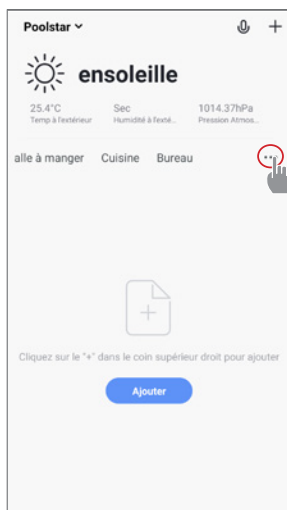 Poolstar
ensoleille
25.4°C Sec 1014.37hPa
Temp à l'extérieur Humidité à l'exté... Pression Atmos...
alle à manger Cuisine Bureau ...
Cliquez sur le "+" dans le coin supérieur droit pour ajouter
Ajouter